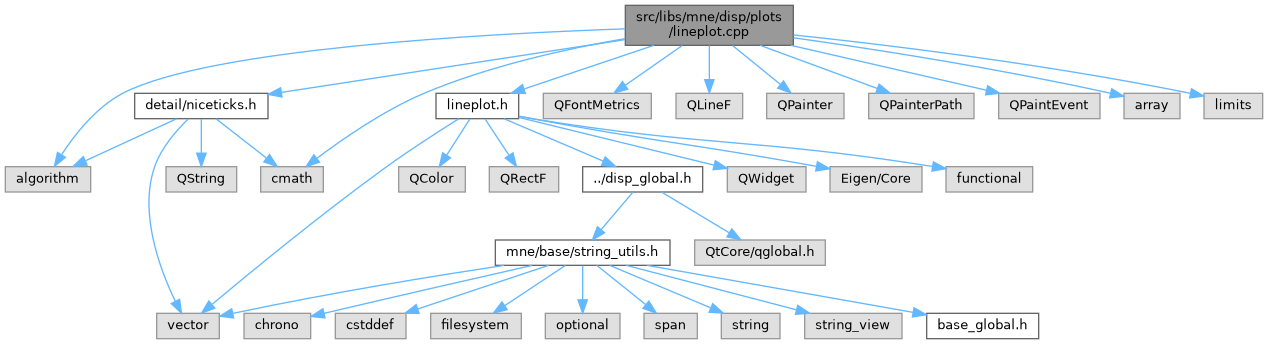 src/libs/mne/disp/plots
/lineplot.cpp
detail/niceticks.h
lineplot.h
QFontMetrics
QLineF
QPainter
QPainterPath
QPaintEvent
array
limits
algorithm
QString
cmath
QColor
QRectF
../disp_global.h
QWidget
Eigen/Core
functional
mne/base/string_utils.h
QtCore/qglobal.h
vector
chrono
cstddef
filesystem
optional
span
string
string_view
base_global.h